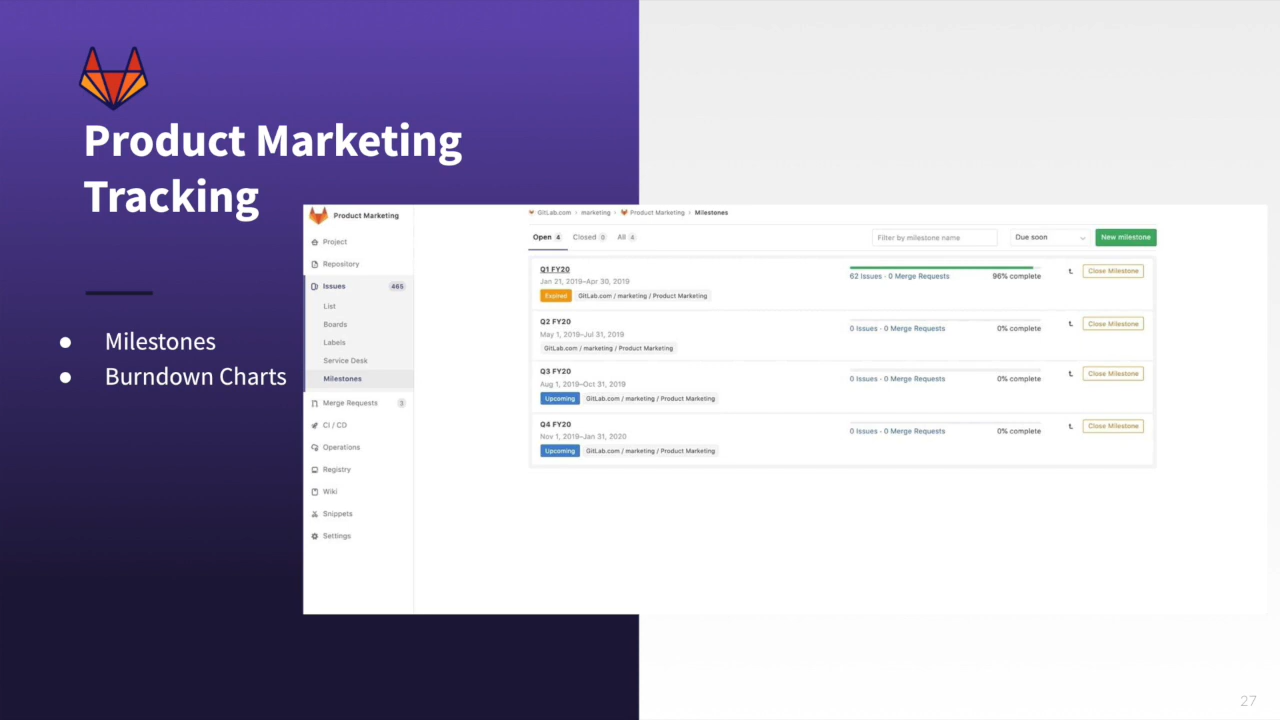 Product Marketing
Tracking
Milestones
Burndown Charts
Product Marketing
Project
Repository
Issues 465
List
Boards
Labels
Service Desk
Milestones
Merge Requests 3
CI / CD
Operations
Registry
Wiki
Snippets
Settings
GitLab.com › marketing › Product Marketing › Milestones
Open 4 Closed 0 All 4 Filter by milestone name Due soon New milestone
Q1 FY20
Jan 21, 2019–Apr 30, 2019
Expired GitLab.com / marketing / Product Marketing
62 Issues · 0 Merge Requests 96% complete Close Milestone
Q2 FY20
May 1, 2019–Jul 31, 2019
GitLab.com / marketing / Product Marketing
0 Issues · 0 Merge Requests 0% complete Close Milestone
Q3 FY20
Aug 1, 2019–Oct 31, 2019
Upcoming GitLab.com / marketing / Product Marketing
0 Issues · 0 Merge Requests 0% complete Close Milestone
Q4 FY20
Nov 1, 2019–Jan 31, 2020
Upcoming GitLab.com / marketing / Product Marketing
0 Issues · 0 Merge Requests 0% complete Close Milestone
27